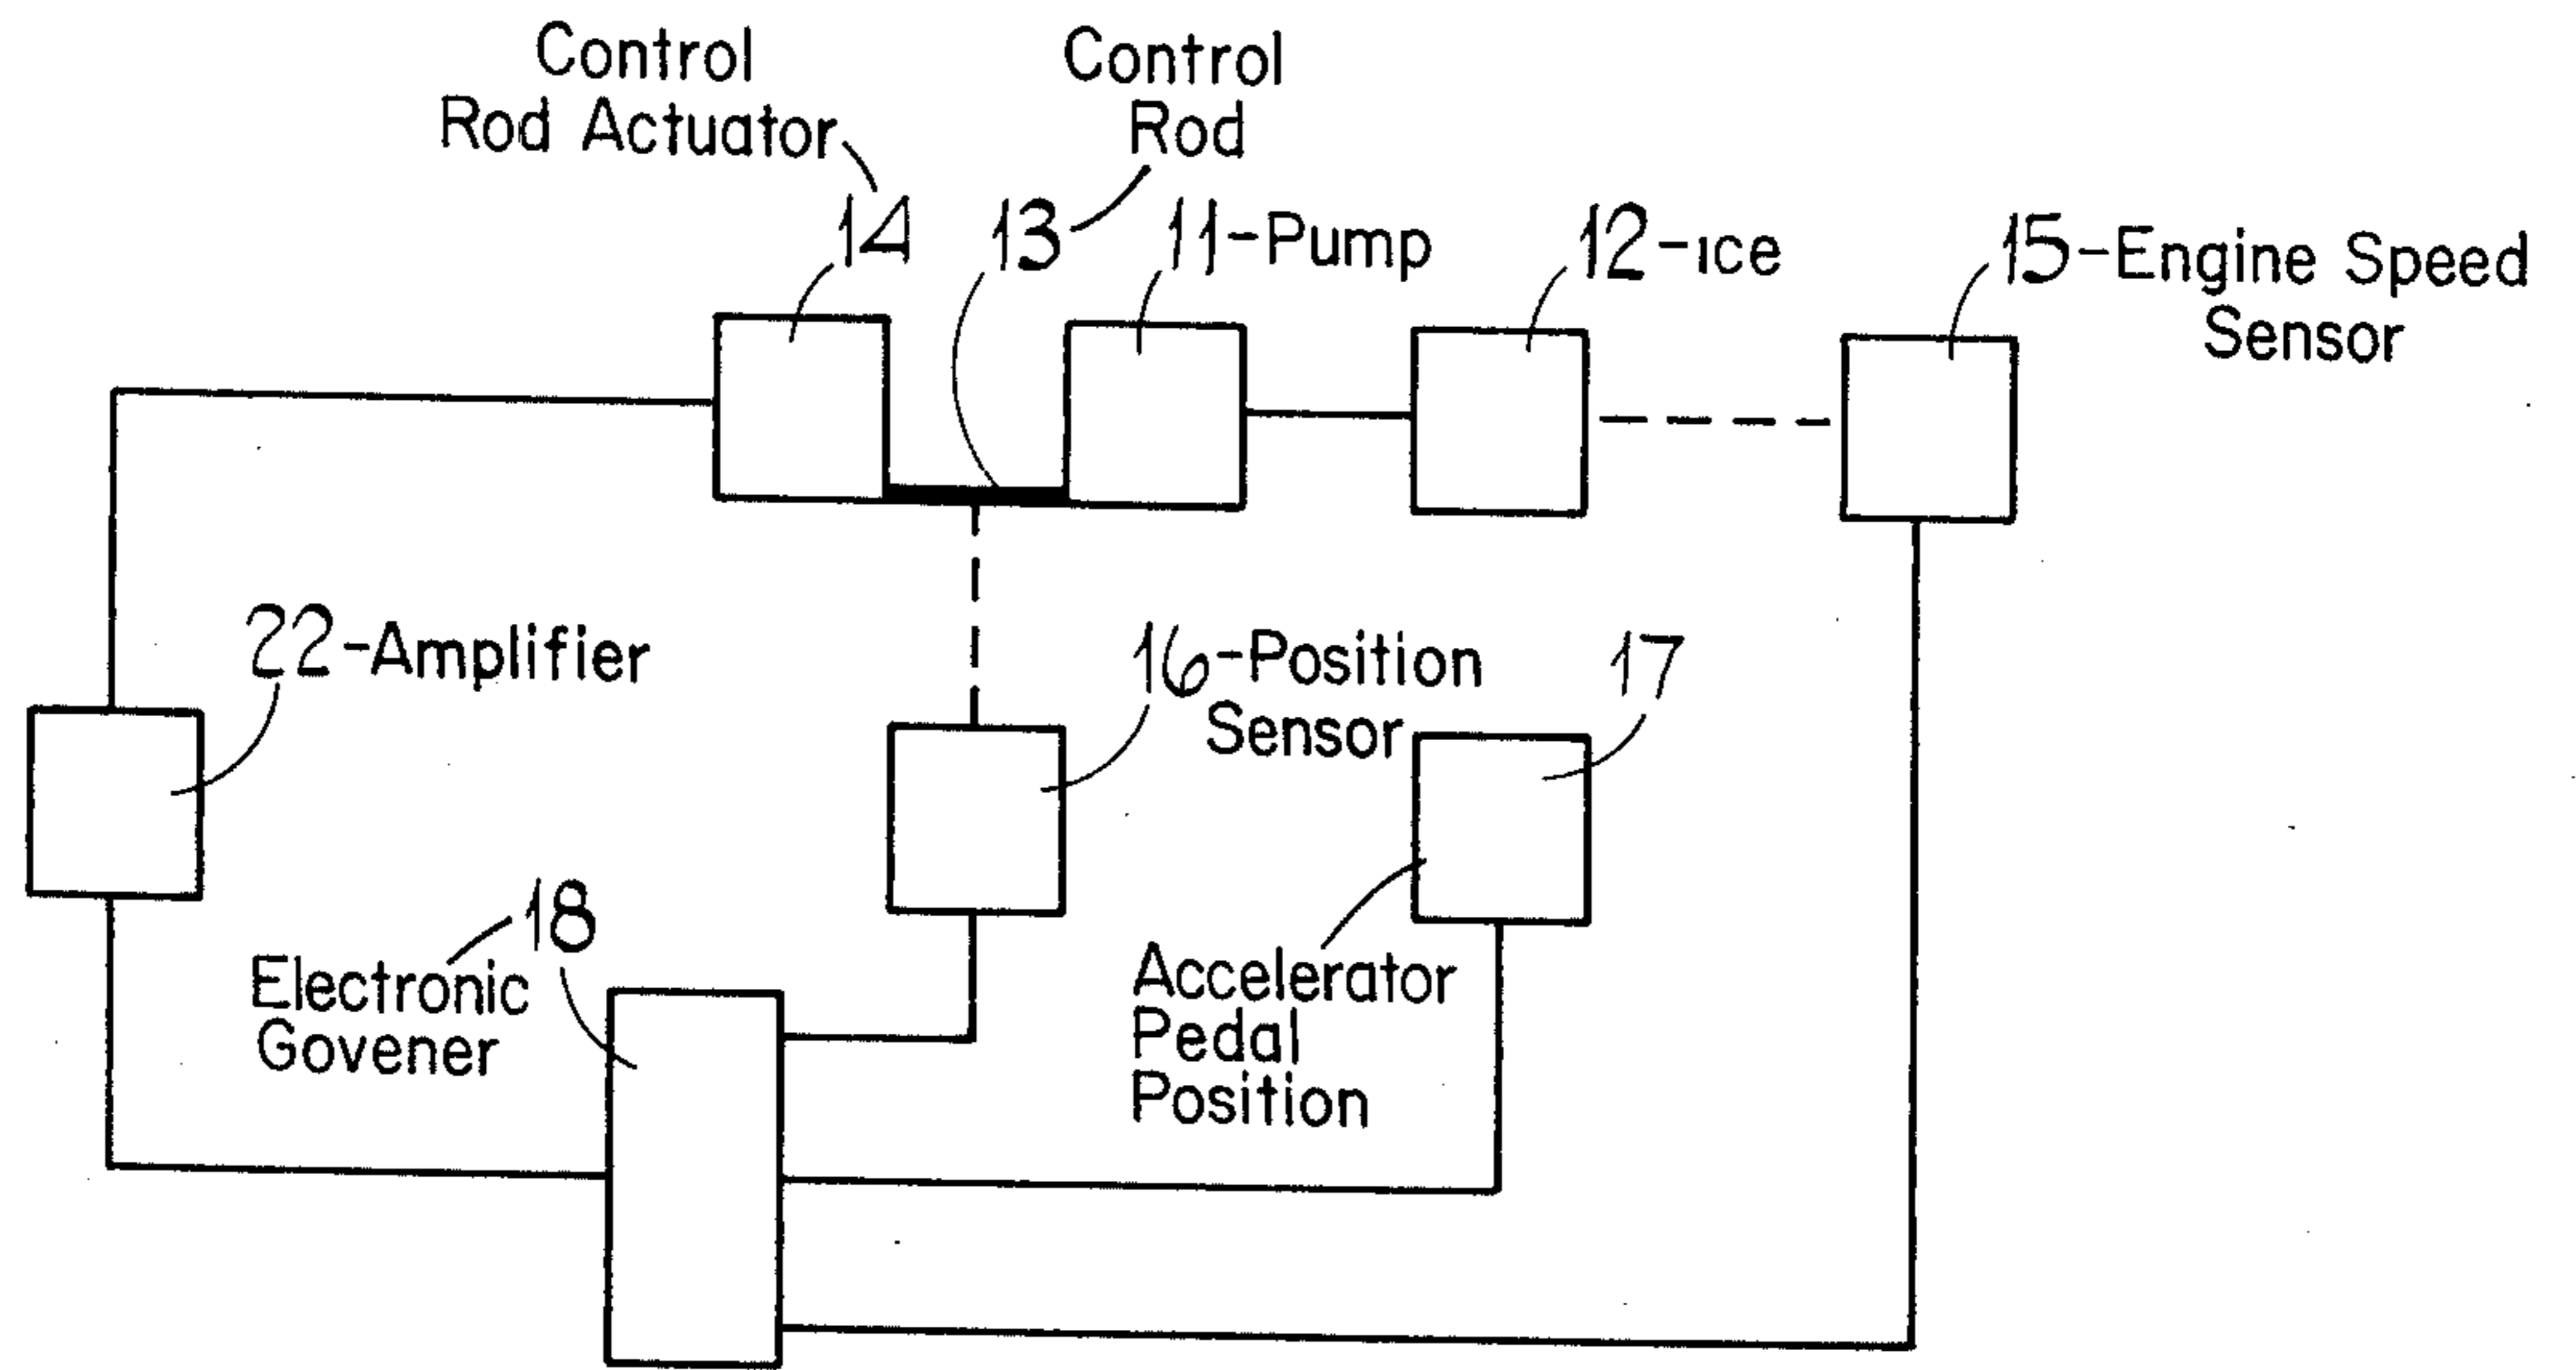 Control
Rod Actuator
Control
Rod
14
13
11-Pump
12-ice
15-Engine Speed
Sensor
22-Amplifier
16-Position
Sensor
17
18
Electronic
Govener
Accelerator
Pedal
Position